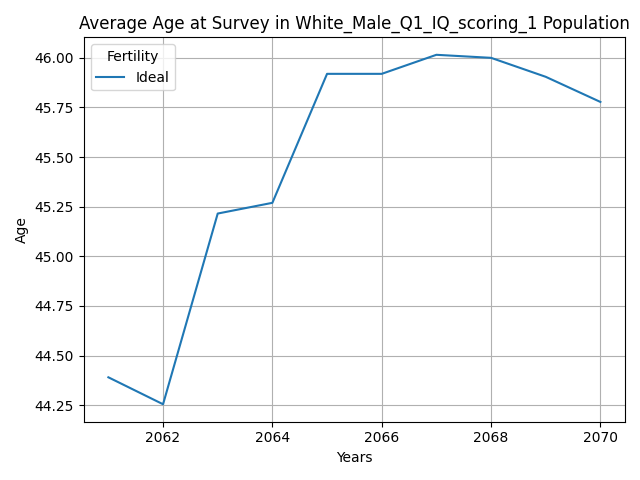 Average Age at Survey in White_Male_Q1_IQ_scoring_1 Population
Fertility
Ideal
46.00
45.75
45.50
45.25
45.00
44.75
44.50
44.25
Age
2062 2064 2066 2068 2070
Years